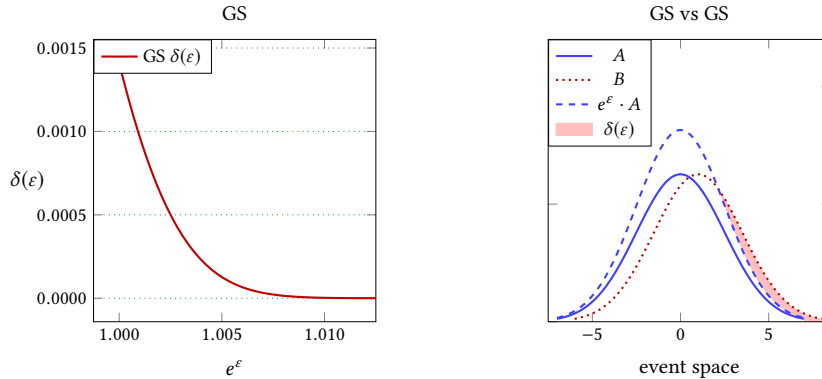 GS
0.0015
0.0010
0.0005
0.0000
δ(ε)
GS δ(ε)
1.000
1.005
1.010
e^ε
GS vs GS
A
B
e^ε · A
δ(ε)
−5
0
5
event space